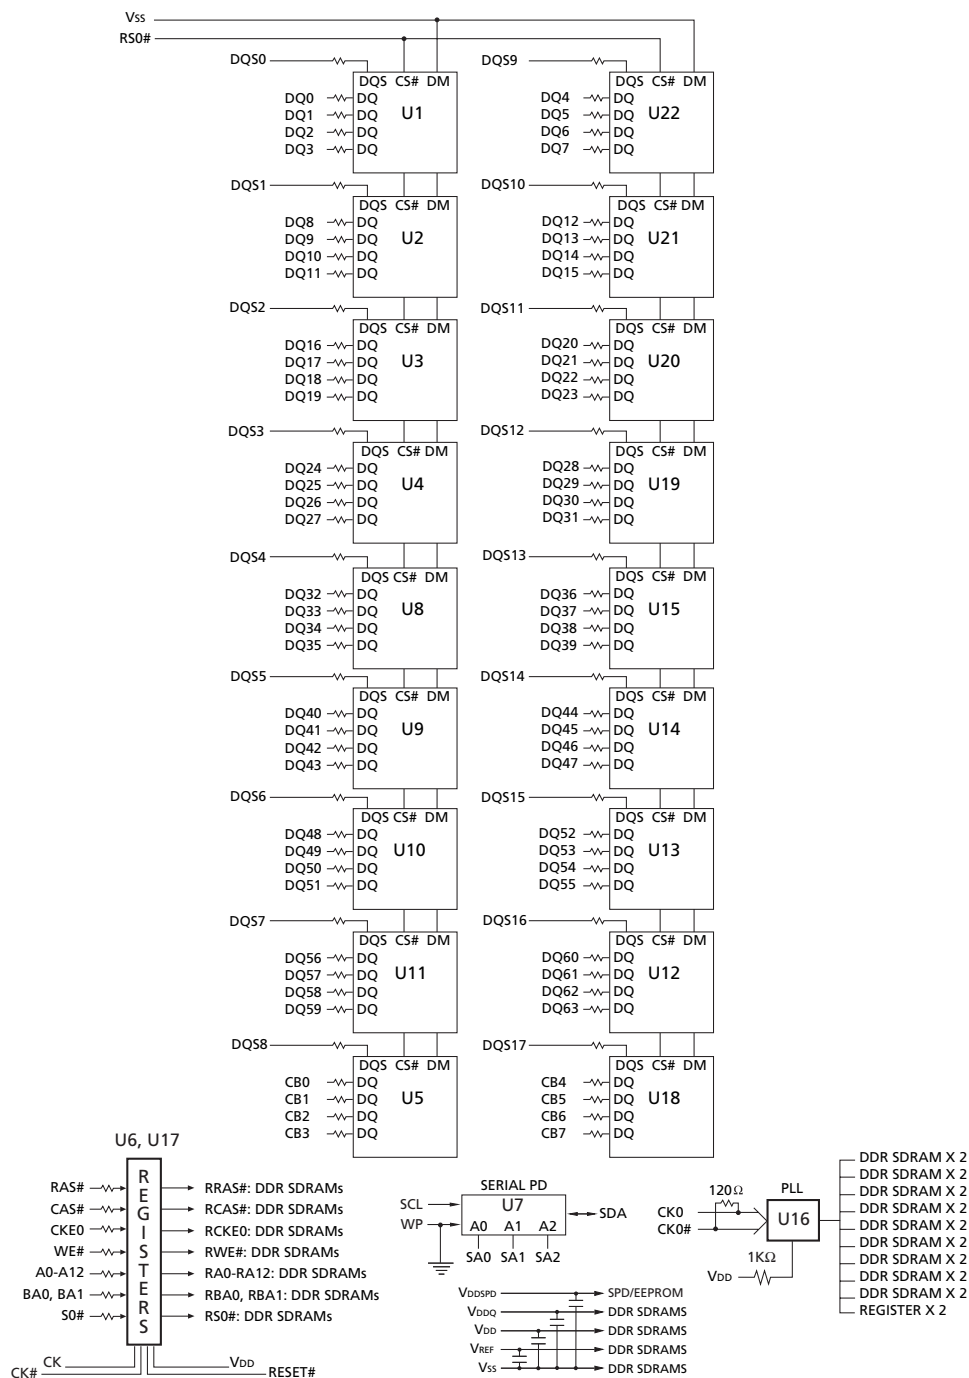 Vss
RS0#
DQS0
DQS9
DQS CS# DM
DQS CS# DM
DQ0 DQ
DQ1 DQ
DQ2 DQ
DQ3 DQ
U1
DQ4 DQ
DQ5 DQ
DQ6 DQ
DQ7 DQ
U22
DQS1
DQS10
DQS CS# DM
DQS CS# DM
DQ8 DQ
DQ9 DQ
DQ10 DQ
DQ11 DQ
U2
DQ12 DQ
DQ13 DQ
DQ14 DQ
DQ15 DQ
U21
DQS2
DQS11
DQS CS# DM
DQS CS# DM
DQ16 DQ
DQ17 DQ
DQ18 DQ
DQ19 DQ
U3
DQ20 DQ
DQ21 DQ
DQ22 DQ
DQ23 DQ
U20
DQS3
DQS12
DQS CS# DM
DQS CS# DM
DQ24 DQ
DQ25 DQ
DQ26 DQ
DQ27 DQ
U4
DQ28 DQ
DQ29 DQ
DQ30 DQ
DQ31 DQ
U19
DQS4
DQS13
DQS CS# DM
DQS CS# DM
DQ32 DQ
DQ33 DQ
DQ34 DQ
DQ35 DQ
U8
DQ36 DQ
DQ37 DQ
DQ38 DQ
DQ39 DQ
U15
DQS5
DQS14
DQS CS# DM
DQS CS# DM
DQ40 DQ
DQ41 DQ
DQ42 DQ
DQ43 DQ
U9
DQ44 DQ
DQ45 DQ
DQ46 DQ
DQ47 DQ
U14
DQS6
DQS15
DQS CS# DM
DQS CS# DM
DQ48 DQ
DQ49 DQ
DQ50 DQ
DQ51 DQ
U10
DQ52 DQ
DQ53 DQ
DQ54 DQ
DQ55 DQ
U13
DQS7
DQS16
DQS CS# DM
DQS CS# DM
DQ56 DQ
DQ57 DQ
DQ58 DQ
DQ59 DQ
U11
DQ60 DQ
DQ61 DQ
DQ62 DQ
DQ63 DQ
U12
DQS8
DQS17
DQS CS# DM
DQS CS# DM
CB0 DQ
CB1 DQ
CB2 DQ
CB3 DQ
U5
CB4 DQ
CB5 DQ
CB6 DQ
CB7 DQ
U18
U6, U17
REGISTERS
RAS# RRAS#: DDR SDRAMs
CAS# RCAS#: DDR SDRAMs
CKE0 RCKE0: DDR SDRAMs
WE# RWE#: DDR SDRAMs
A0-A12 RA0-RA12: DDR SDRAMs
BA0, BA1 RBA0, RBA1: DDR SDRAMs
S0# RS0#: DDR SDRAMs
CK VDD
CK# RESET#
SERIAL PD
U7
SCL
WP
A0 A1 A2
SDA
SA0 SA1 SA2
VDDSPD SPD/EEPROM
VDDQ DDR SDRAMS
VDD DDR SDRAMS
VREF DDR SDRAMS
Vss DDR SDRAMS
PLL
U16
120Ω
CK0
CK0#
1KΩ
VDD
DDR SDRAM X 2
DDR SDRAM X 2
DDR SDRAM X 2
DDR SDRAM X 2
DDR SDRAM X 2
DDR SDRAM X 2
DDR SDRAM X 2
DDR SDRAM X 2
DDR SDRAM X 2
REGISTER X 2